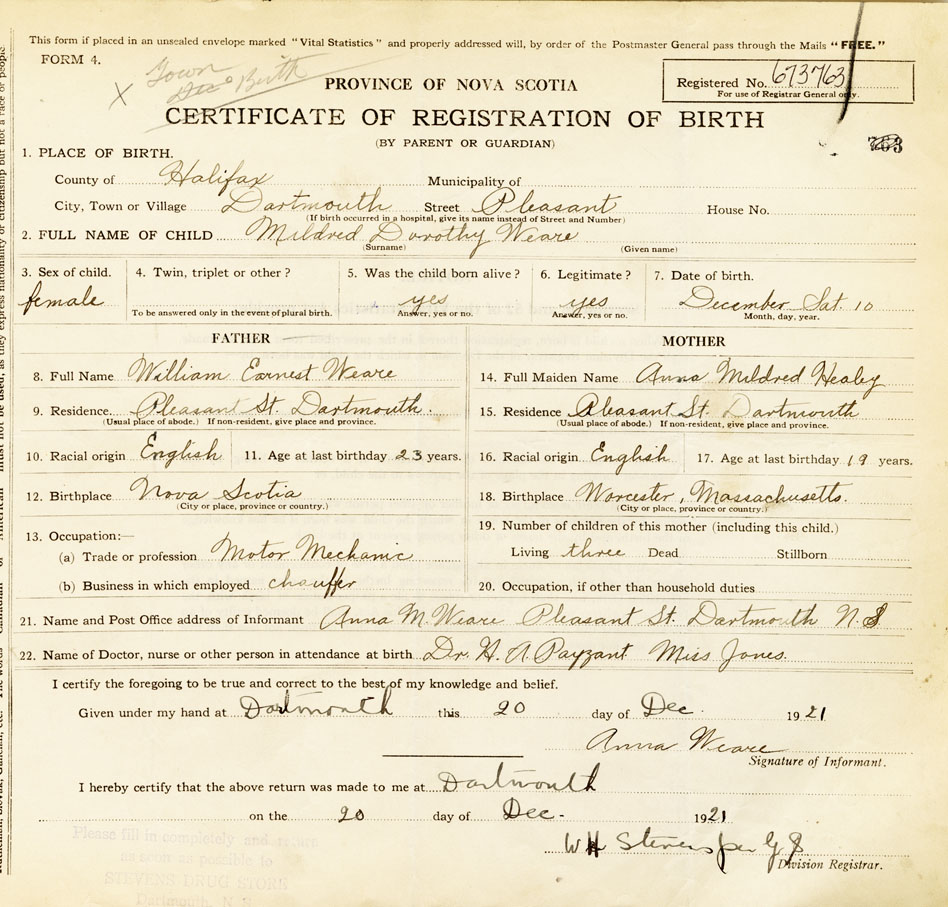 This form if placed in an unsealed envelope marked "Vital Statistics" and properly addressed will, by order of the Postmaster General pass through the Mails "FREE."
FORM 4.
X Town
Birth
PROVINCE OF NOVA SCOTIA
Registered No. 673763
For use of Registrar General only.
CERTIFICATE OF REGISTRATION OF BIRTH
(BY PARENT OR GUARDIAN)
1. PLACE OF BIRTH.
County of Halifax Municipality of
City, Town or Village Dartmouth Street Pleasant House No.
(If birth occurred in a hospital, give its name instead of Street and Number)
2. FULL NAME OF CHILD Mildred Dorothy Weare
(Surname) (Given name)
3. Sex of child. 4. Twin, triplet or other? 5. Was the child born alive? 6. Legitimate? 7. Date of birth.
female yes yes December Sat. 10
To be answered only in the event of plural birth. Answer, yes or no. Answer, yes or no. Month, day, year.
FATHER MOTHER
8. Full Name William Earnest Weare 14. Full Maiden Name Anna Mildred Healey
9. Residence. Pleasant St. Dartmouth. 15. Residence Pleasant St. Dartmouth
(Usual place of abode.) If non-resident, give place and province. (Usual place of abode.) If non-resident, give place and province.
10. Racial origin English 11. Age at last birthday 23 years. 16. Racial origin English 17. Age at last birthday 19 years.
12. Birthplace Nova Scotia 18. Birthplace Worcester, Massachusetts.
(City or place, province or country.) (City or place, province or country.)
13. Occupation:— 19. Number of children of this mother (including this child.)
(a) Trade or profession Motor Mechanic Living three Dead Stillborn
(b) Business in which employed chauffer 20. Occupation, if other than household duties
21. Name and Post Office address of Informant Anna M. Weare Pleasant St. Dartmouth N.S
22. Name of Doctor, nurse or other person in attendance at birth Dr. H. A. Payzant Miss Jones.
I certify the foregoing to be true and correct to the best of my knowledge and belief.
Given under my hand at Dartmouth this 20 day of Dec. 1921
Anna Weare
Signature of Informant.
I hereby certify that the above return was made to me at Dartmouth
on the 20 day of Dec. 1921
W H Stevens per G S
Division Registrar.
Please fill in completely and return
as soon as possible to
STEVENS DRUG STORE
Dartmouth, N.